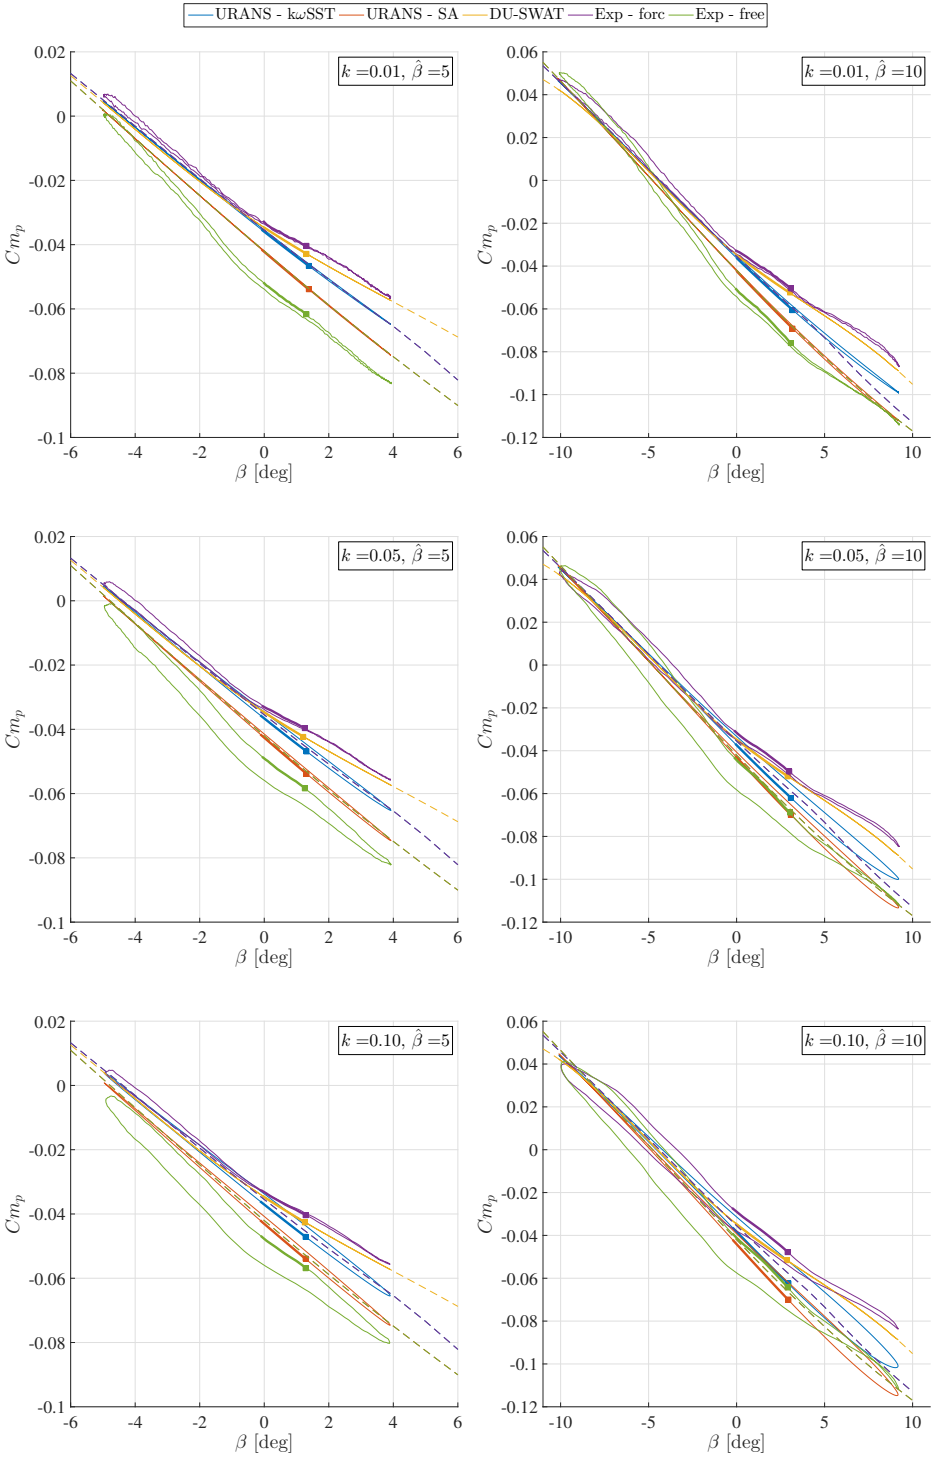 URANS - kωSST URANS - SA DU-SWAT Exp - forc Exp - free
k =0.01, β̂ =5
0.02
0
-0.02
-0.04
-0.06
-0.08
-0.1
Cm_p
-6 -4 -2 0 2 4 6
β [deg]
k =0.01, β̂ =10
0.06
0.04
0.02
0
-0.02
-0.04
-0.06
-0.08
-0.1
-0.12
Cm_p
-10 -5 0 5 10
β [deg]
k =0.05, β̂ =5
0.02
0
-0.02
-0.04
-0.06
-0.08
-0.1
Cm_p
-6 -4 -2 0 2 4 6
β [deg]
k =0.05, β̂ =10
0.06
0.04
0.02
0
-0.02
-0.04
-0.06
-0.08
-0.1
-0.12
Cm_p
-10 -5 0 5 10
β [deg]
k =0.10, β̂ =5
0.02
0
-0.02
-0.04
-0.06
-0.08
-0.1
Cm_p
-6 -4 -2 0 2 4 6
β [deg]
k =0.10, β̂ =10
0.06
0.04
0.02
0
-0.02
-0.04
-0.06
-0.08
-0.1
-0.12
Cm_p
-10 -5 0 5 10
β [deg]